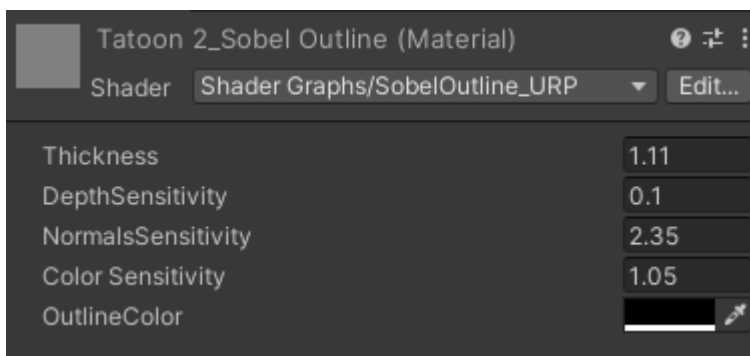 Tatoon 2_Sobel Outline (Material)
Shader Shader Graphs/SobelOutline_URP Edit...
Thickness 1.11
DepthSensitivity 0.1
NormalsSensitivity 2.35
Color Sensitivity 1.05
OutlineColor